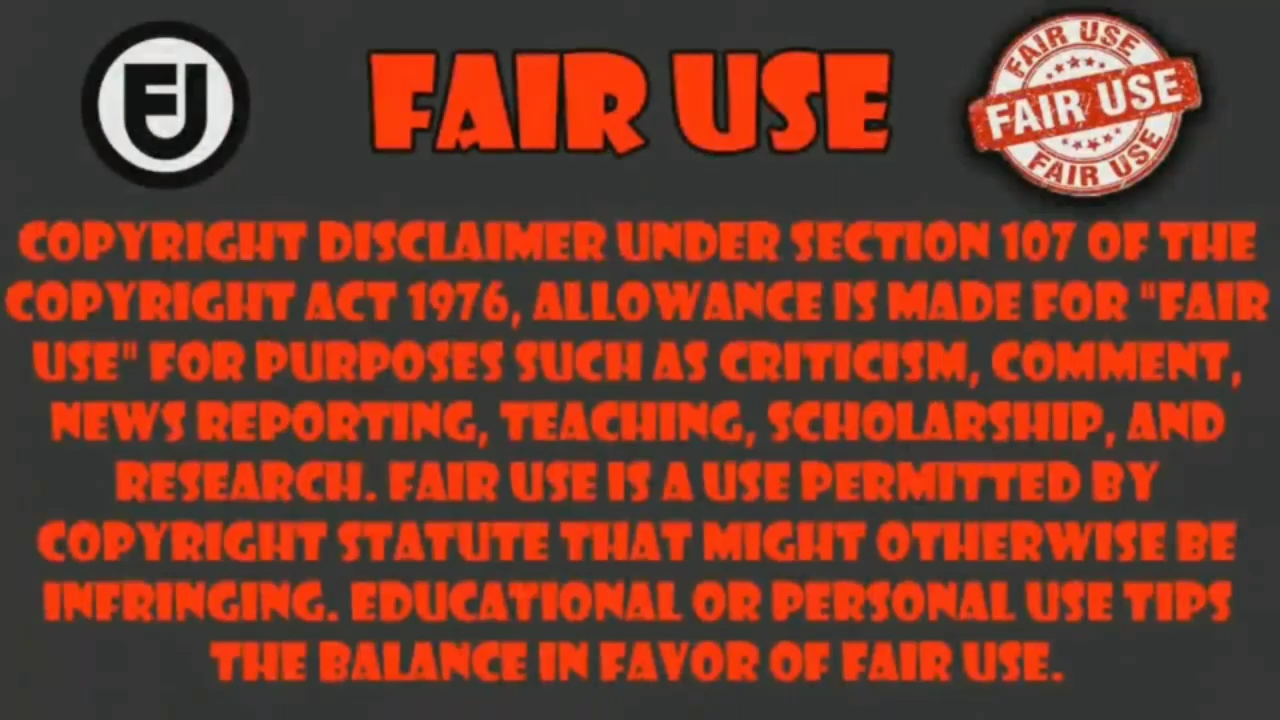 FJ
FAIR USE
FAIR USE
FAIR USE
FAIR USE
COPYRIGHT DISCLAIMER UNDER SECTION 107 OF THE
COPYRIGHT ACT 1976, ALLOWANCE IS MADE FOR "FAIR
USE" FOR PURPOSES SUCH AS CRITICISM, COMMENT,
NEWS REPORTING, TEACHING, SCHOLARSHIP, AND
RESEARCH. FAIR USE IS A USE PERMITTED BY
COPYRIGHT STATUTE THAT MIGHT OTHERWISE BE
INFRINGING. EDUCATIONAL OR PERSONAL USE TIPS
THE BALANCE IN FAVOR OF FAIR USE.